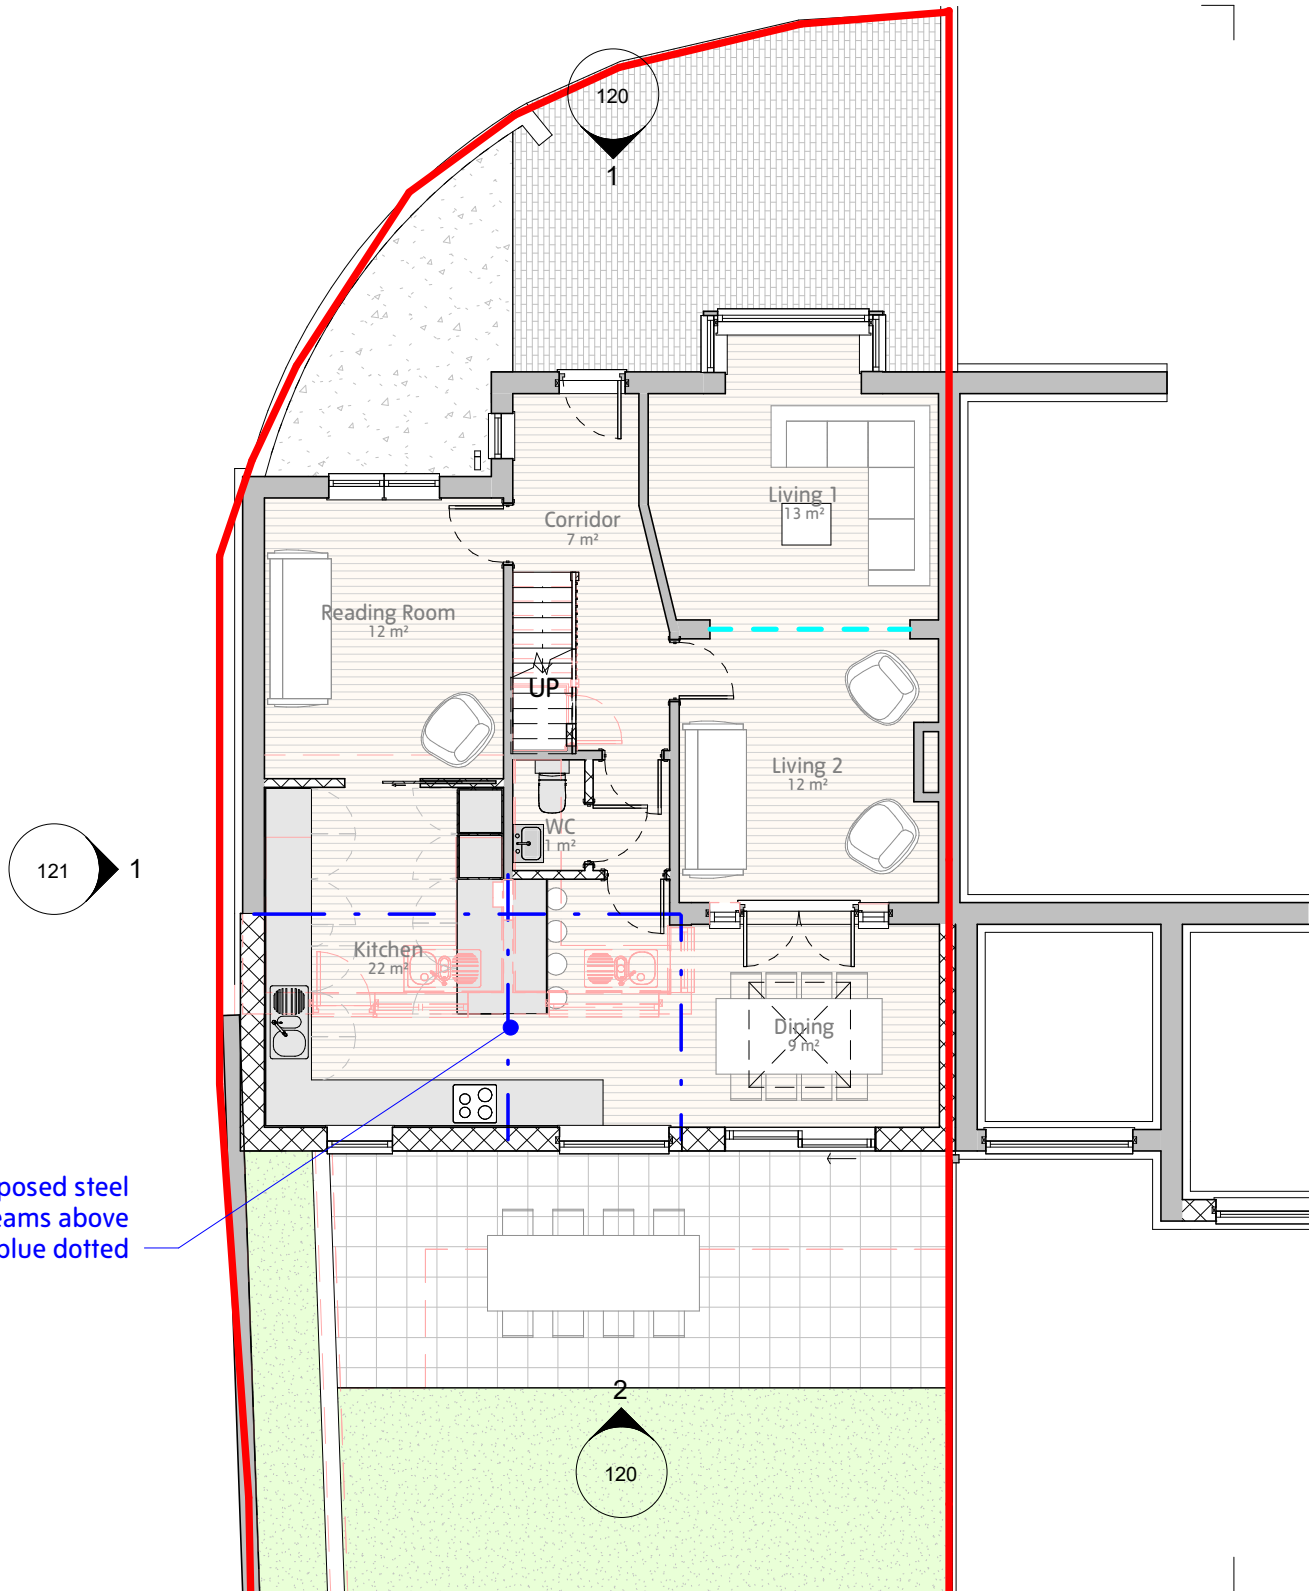 120
1
Living 1
13 m²
Corridor
7 m²
Reading Room
12 m²
UP
Living 2
12 m²
WC
1 m²
121
1
Kitchen
22 m²
Dining
9 m²
posed steel
eams above
blue dotted
2
120